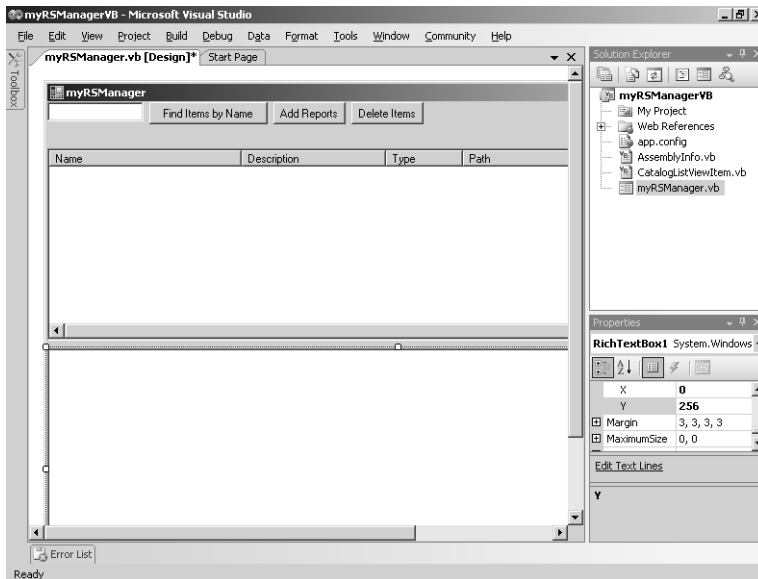 myRSManagerVB - Microsoft Visual Studio
File Edit View Project Build Debug Data Format Tools Window Community Help
Toolbox
myRSManager.vb [Design]* Start Page
myRSManager
Find Items by Name Add Reports Delete Items
Name Description Type Path
Error List
Ready
Solution Explorer
myRSManagerVB
My Project
Web References
app.config
AssemblyInfo.vb
CatalogListViewItem.vb
myRSManager.vb
Properties
RichTextBox1 System.Windows
X 0
Y 256
Margin 3, 3, 3, 3
MaximumSize 0, 0
Edit Text Lines
Y